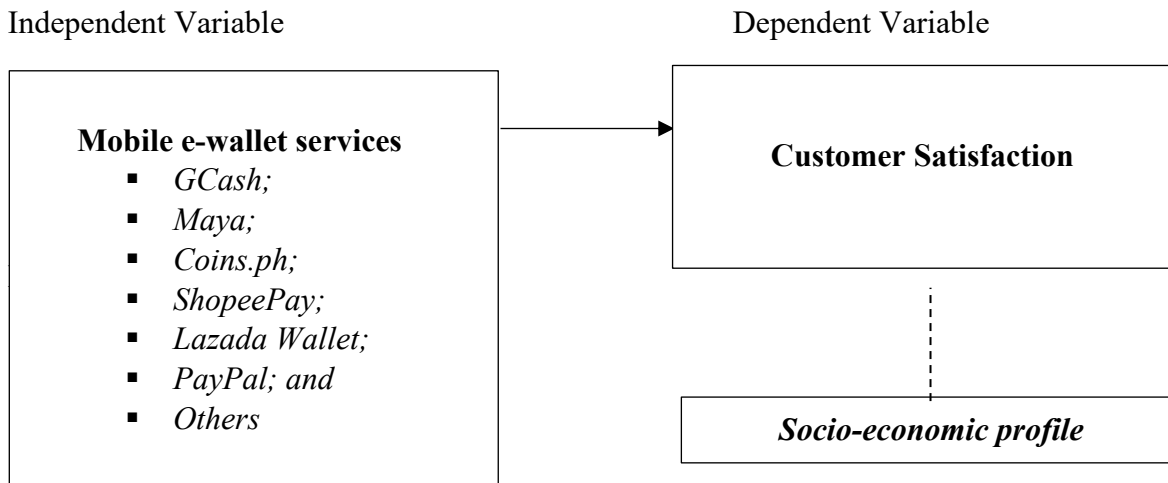 Independent Variable
Dependent Variable
Mobile e-wallet services
▪ GCash;
▪ Maya;
▪ Coins.ph;
▪ ShopeePay;
▪ Lazada Wallet;
▪ PayPal; and
▪ Others
Customer Satisfaction
Socio-economic profile